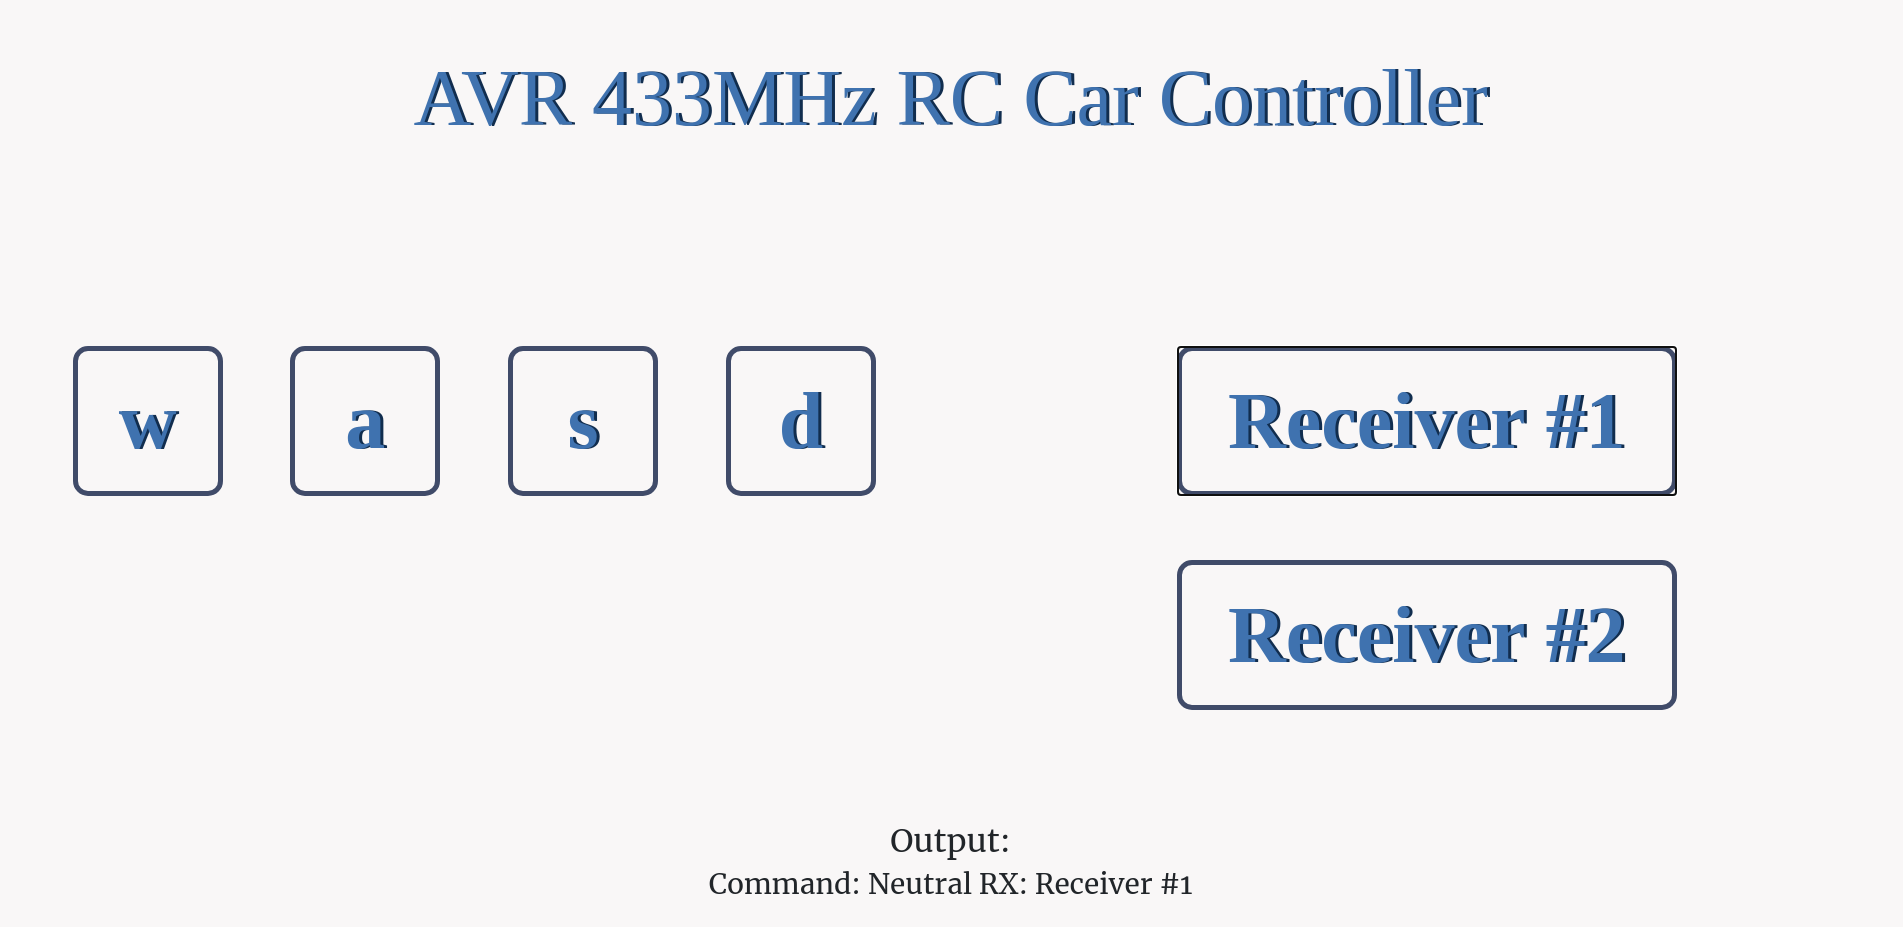 AVR 433MHz RC Car Controller
w a s d
Receiver #1
Receiver #2
Output:
Command: Neutral RX: Receiver #1